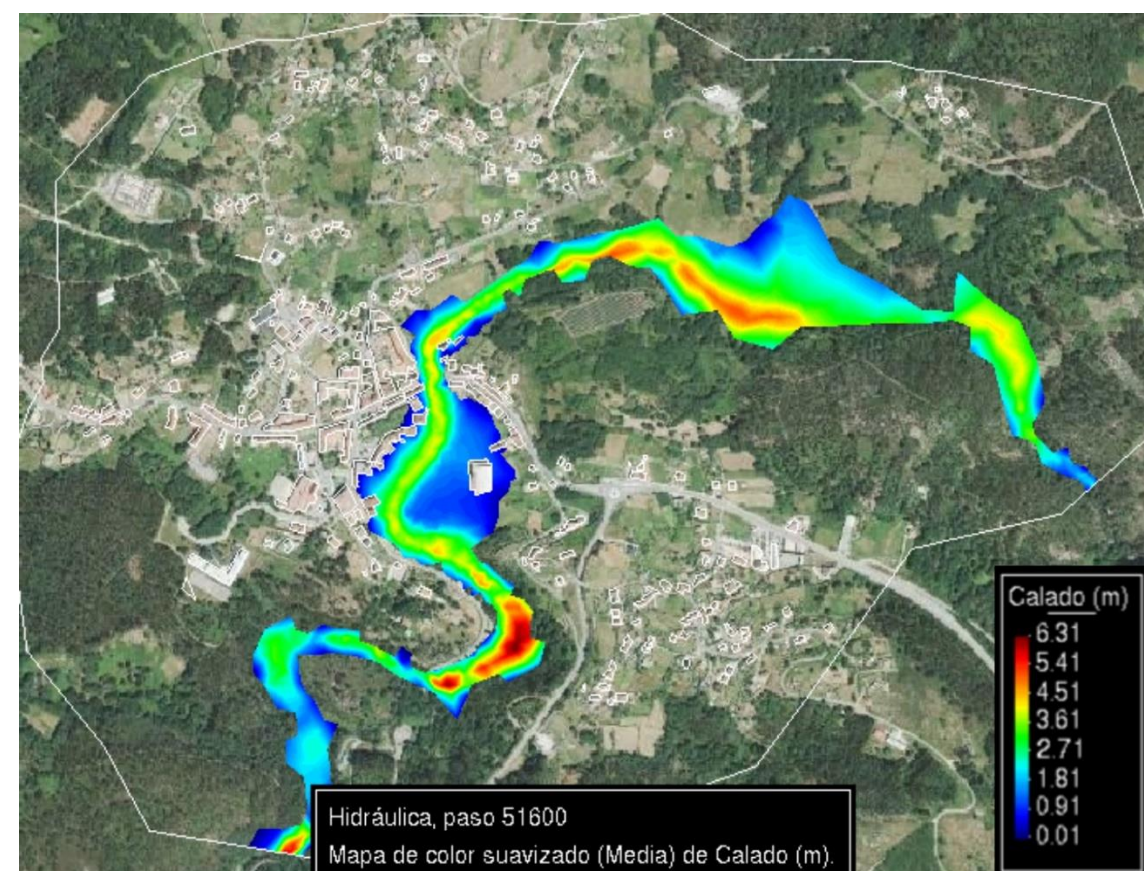 Calado (m)
6.31
5.41
4.51
3.61
2.71
1.81
0.91
0.01
Hidráulica, paso 51600
Mapa de color suavizado (Media) de Calado (m).